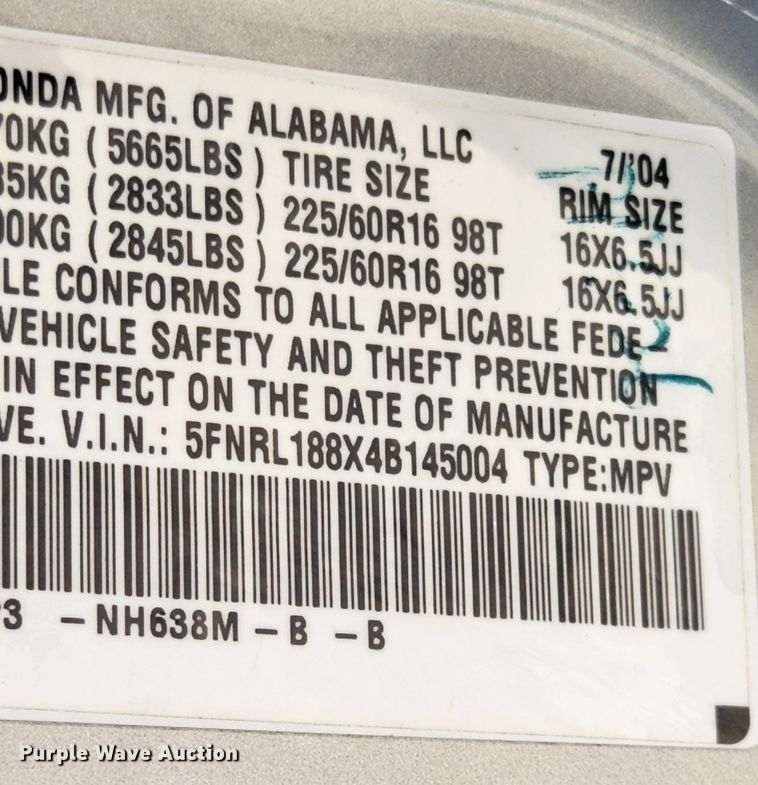 ONDA MFG. OF ALABAMA, LLC 7/'04
70KG ( 5665LBS ) TIRE SIZE RIM SIZE
35KG ( 2833LBS ) 225/60R16 98T 16X6.5JJ
00KG ( 2845LBS ) 225/60R16 98T 16X6.5JJ
LE CONFORMS TO ALL APPLICABLE FEDE-
VEHICLE SAFETY AND THEFT PREVENTION
IN EFFECT ON THE DATE OF MANUFACTURE
VE. V.I.N.: 5FNRL188X4B145004 TYPE:MPV
3 -NH638M-B -B
Purple Wave Auction